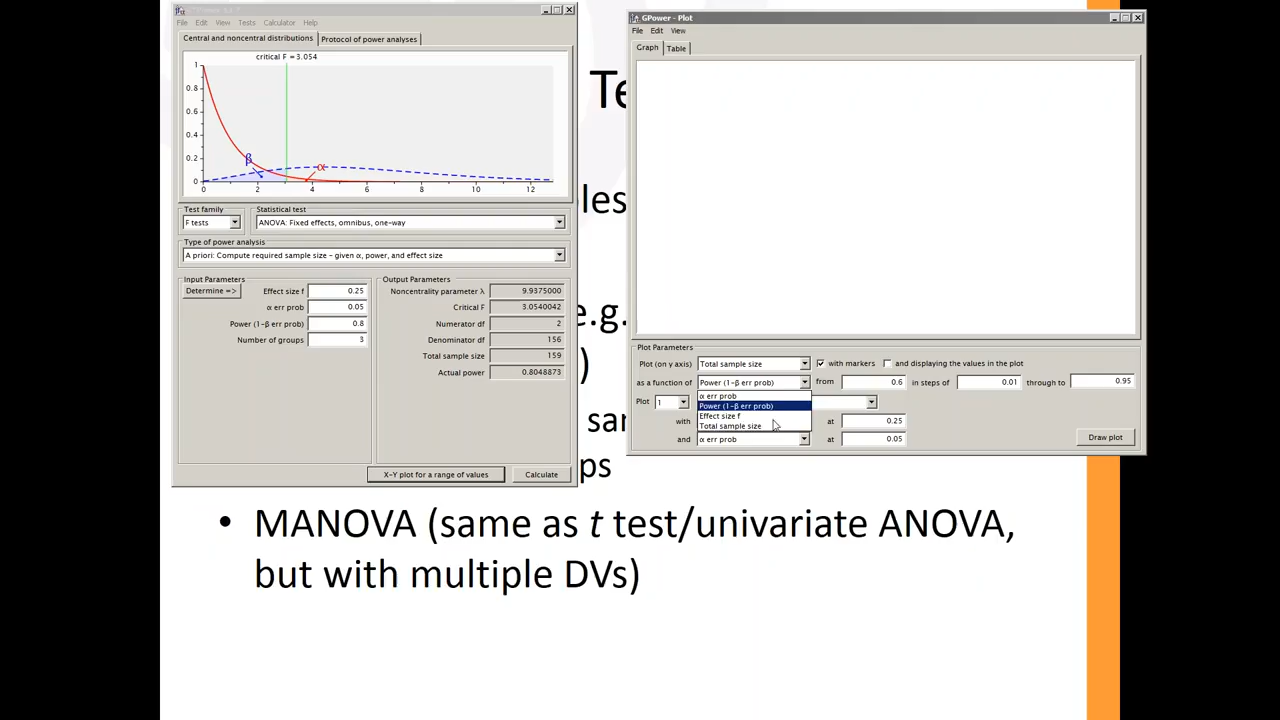 File Edit View Tests Calculator Help
Central and noncentral distributions Protocol of power analyses
critical F = 3.054
1
0.8
0.6
0.4
0.2
0
β
α
0 2 4 6 8 10 12
Test family Statistical test
F tests ANOVA: Fixed effects, omnibus, one-way
Type of power analysis
A priori: Compute required sample size - given α, power, and effect size
Input Parameters Output Parameters
Determine => Effect size f 0.25 Noncentrality parameter λ 9.9375000
α err prob 0.05 Critical F 3.0540042
Power (1-β err prob) 0.8 Numerator df 2
Number of groups 3 Denominator df 156
Total sample size 159
Actual power 0.8048873
X-Y plot for a range of values Calculate
GPower - Plot
File Edit View
Graph Table
Plot Parameters
Plot (on y axis) Total sample size with markers and displaying the values in the plot
as a function of Power (1-β err prob) from 0.6 in steps of 0.01 through to 0.95
Plot 1
α err prob
Power (1-β err prob)
Effect size f
Total sample size
with at 0.25
and α err prob at 0.05
Draw plot
Te
les
e.g.
)
sar
ps
• MANOVA (same as t test/univariate ANOVA,
but with multiple DVs)